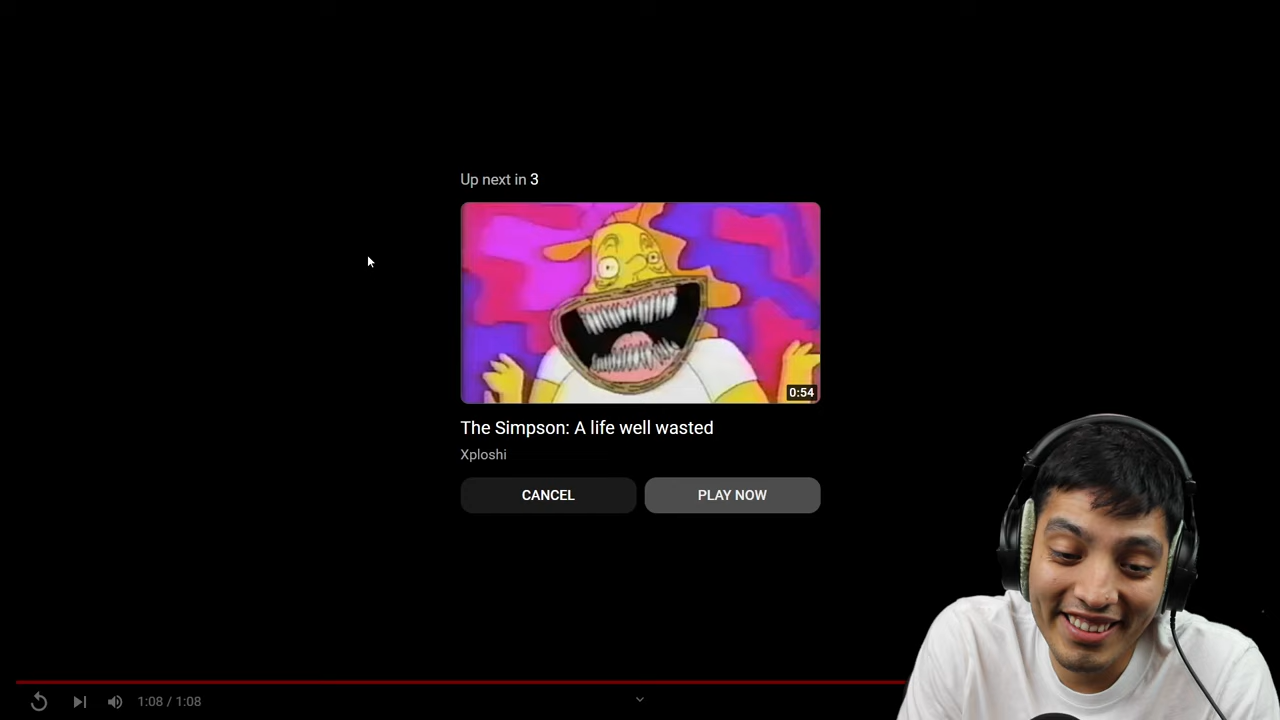 Up next in 3
0:54
The Simpson: A life well wasted
Xploshi
CANCEL
PLAY NOW
1:08 / 1:08